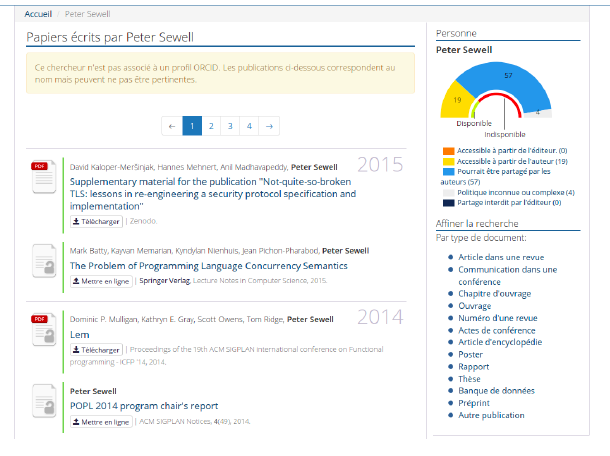 Accueil / Peter Sewell
Papiers écrits par Peter Sewell
Ce chercheur n'est pas associé à un profil ORCID. Les publications ci-dessous correspondent au
nom mais peuvent ne pas être pertinentes.
← 1 2 3 4 →
2015
PDF
David Kaloper-Meršinjak, Hannes Mehnert, Anil Madhavapeddy, Peter Sewell
Supplementary material for the publication "Not-quite-so-broken
TLS: lessons in re-engineering a security protocol specification and
implementation"
Télécharger | Zenodo.
Mark Batty, Kayvan Memarian, Kyndylan Nienhuis, Jean Pichon-Pharabod, Peter Sewell
The Problem of Programming Language Concurrency Semantics
Mettre en ligne | Springer Verlag, Lecture Notes in Computer Science, 2015.
2014
PDF
Dominic P. Mulligan, Kathryn E. Gray, Scott Owens, Tom Ridge, Peter Sewell
Lem
Télécharger | Proceedings of the 19th ACM SIGPLAN international conference on Functional
programming - ICFP '14, 2014.
Peter Sewell
POPL 2014 program chair's report
Mettre en ligne | ACM SIGPLAN Notices, 4(49), 2014.
Personne
Peter Sewell
57
19
4
Disponible
Indisponible
Accessible à partir de l'éditeur. (0)
Accessible à partir de l'auteur (19)
Pourrait être partagé par les
auteurs (57)
Politique inconnue ou complexe (4)
Partage interdit par l'éditeur (0)
Affiner la recherche
Par type de document:
Article dans une revue
Communication dans une
conférence
Chapitre d'ouvrage
Ouvrage
Numéro d'une revue
Actes de conférence
Article d'encyclopédie
Poster
Rapport
Thèse
Banque de données
Préprint
Autre publication